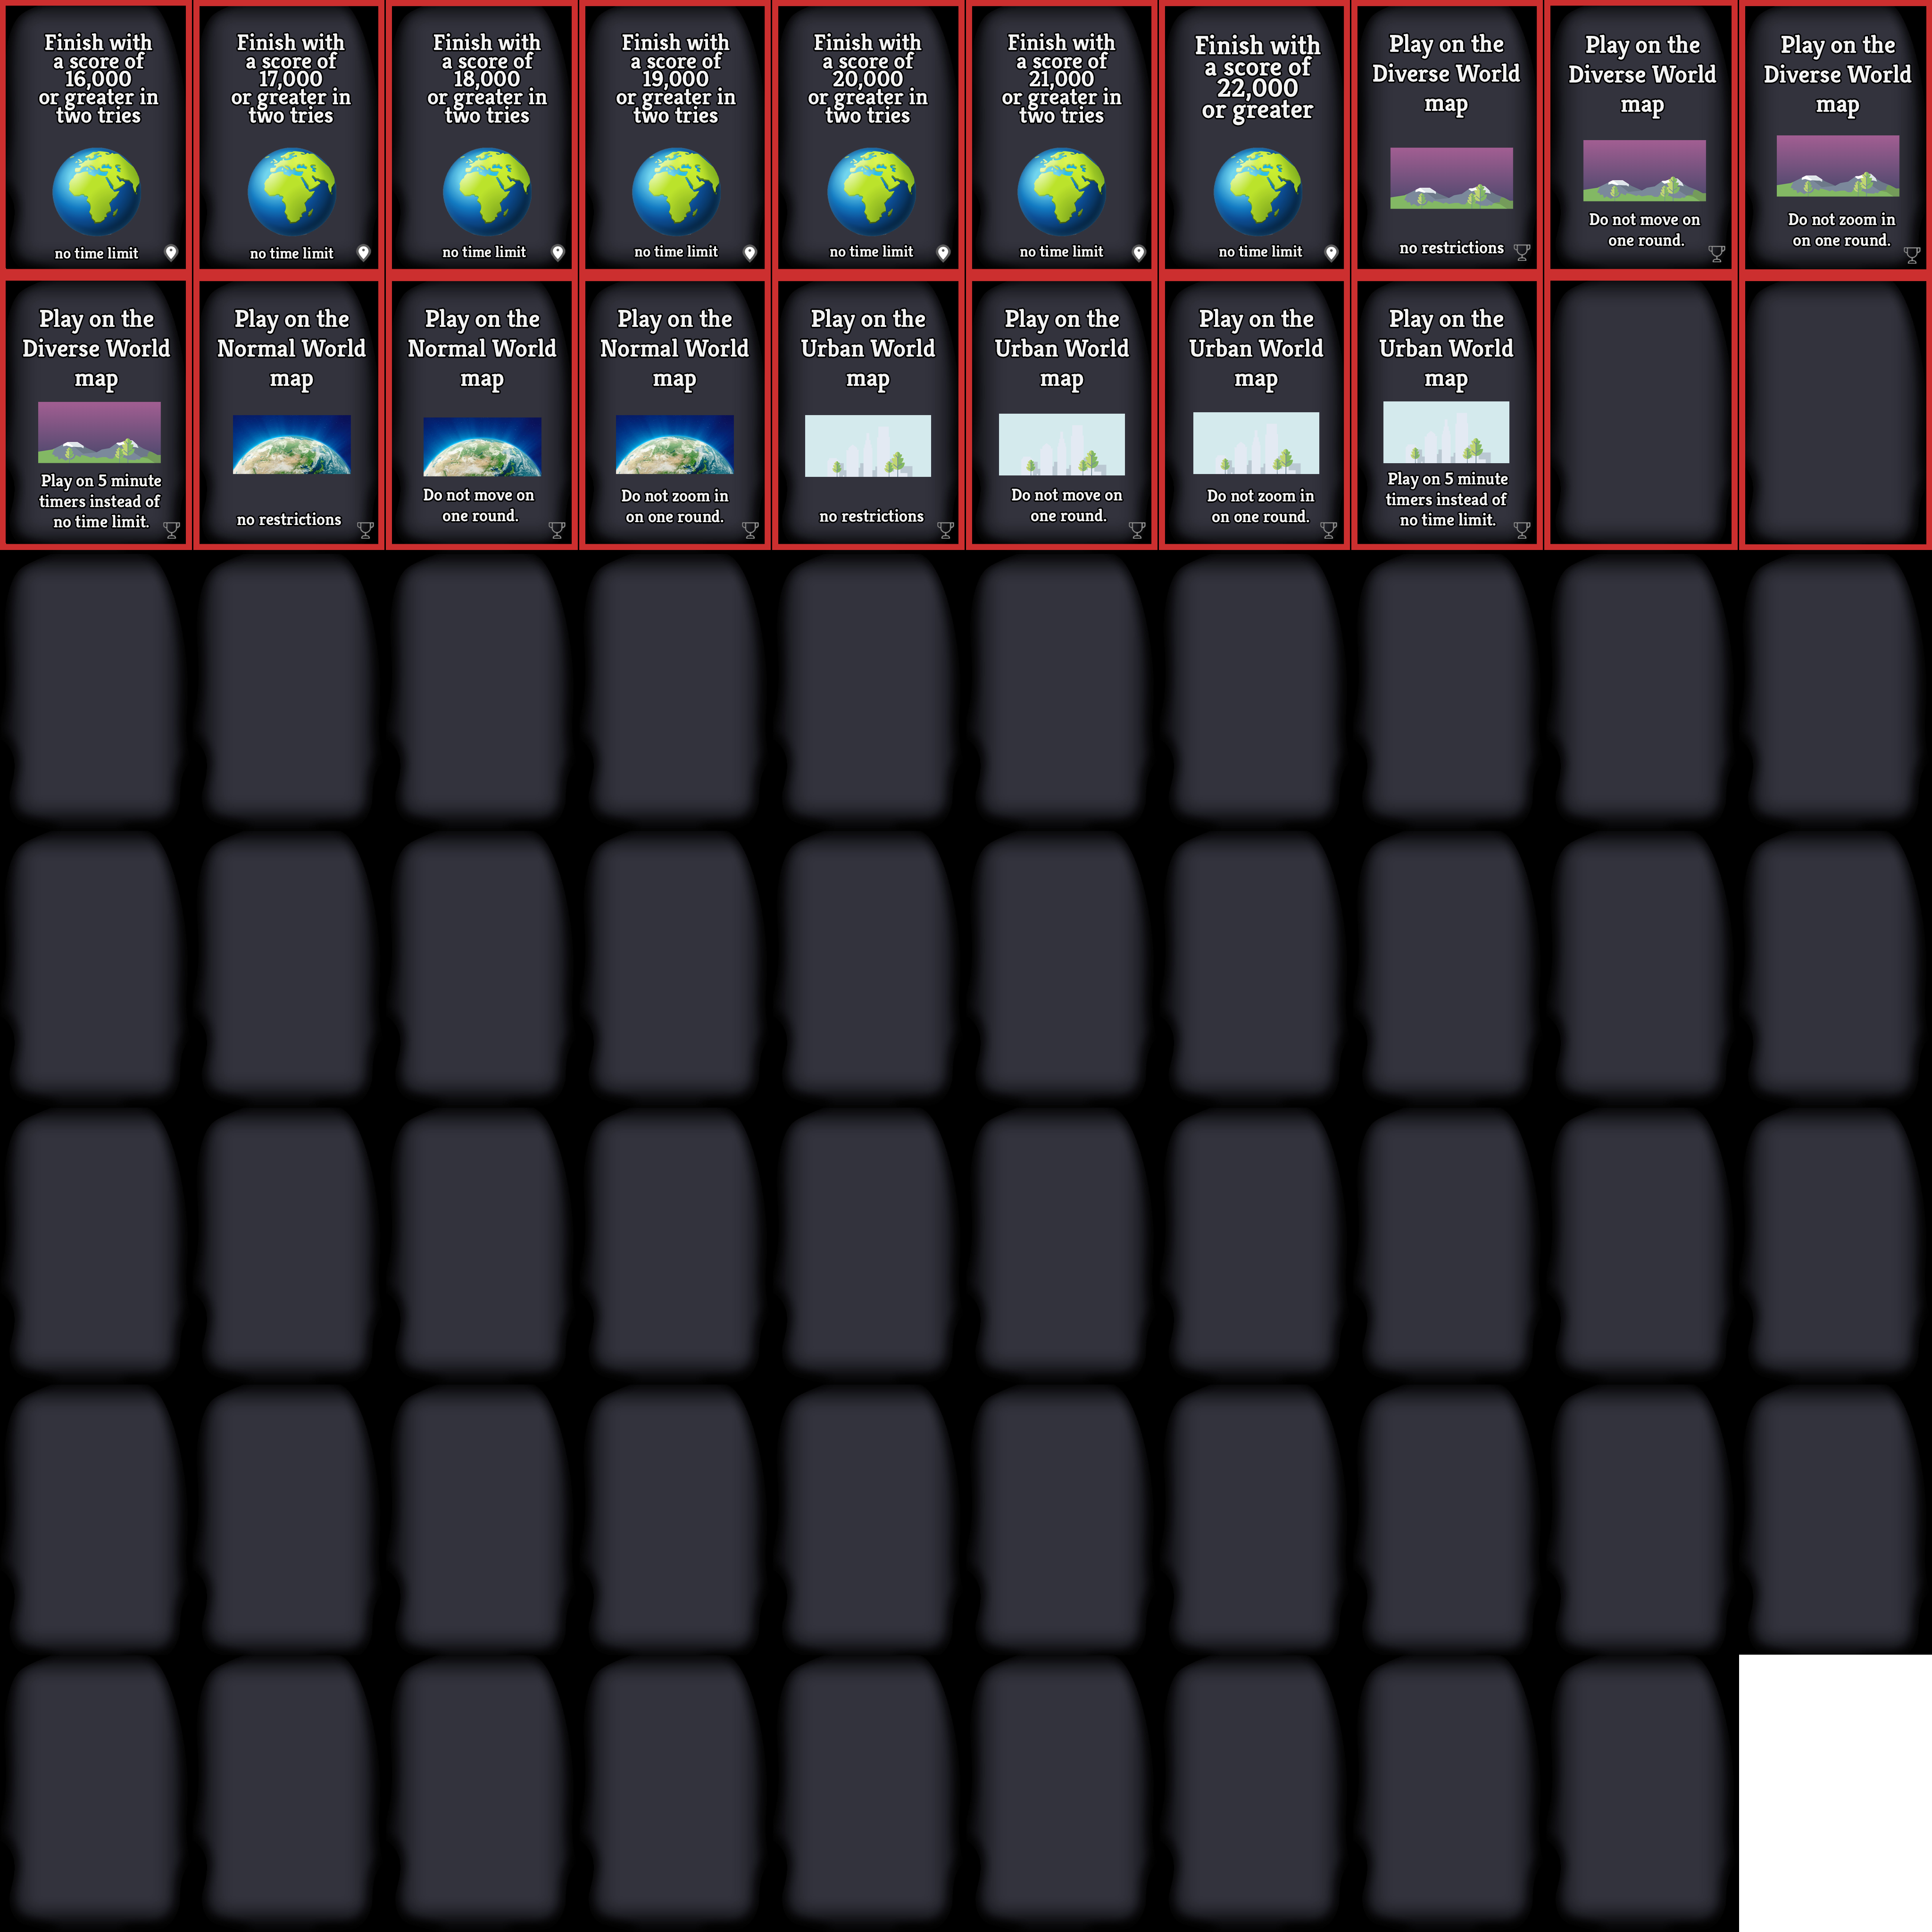 Finish with
a score of
16,000
or greater in
two tries
no time limit
Finish with
a score of
17,000
or greater in
two tries
no time limit
Finish with
a score of
18,000
or greater in
two tries
no time limit
Finish with
a score of
19,000
or greater in
two tries
no time limit
Finish with
a score of
20,000
or greater in
two tries
no time limit
Finish with
a score of
21,000
or greater in
two tries
no time limit
Finish with
a score of
22,000
or greater
no time limit
Play on the
Diverse World
map
no restrictions
Play on the
Diverse World
map
Do not move on
one round.
Play on the
Diverse World
map
Do not zoom in
on one round.
Play on the
Diverse World
map
Play on 5 minute
timers instead of
no time limit.
Play on the
Normal World
map
no restrictions
Play on the
Normal World
map
Do not move on
one round.
Play on the
Normal World
map
Do not zoom in
on one round.
Play on the
Urban World
map
no restrictions
Play on the
Urban World
map
Do not move on
one round.
Play on the
Urban World
map
Do not zoom in
on one round.
Play on the
Urban World
map
Play on 5 minute
timers instead of
no time limit.